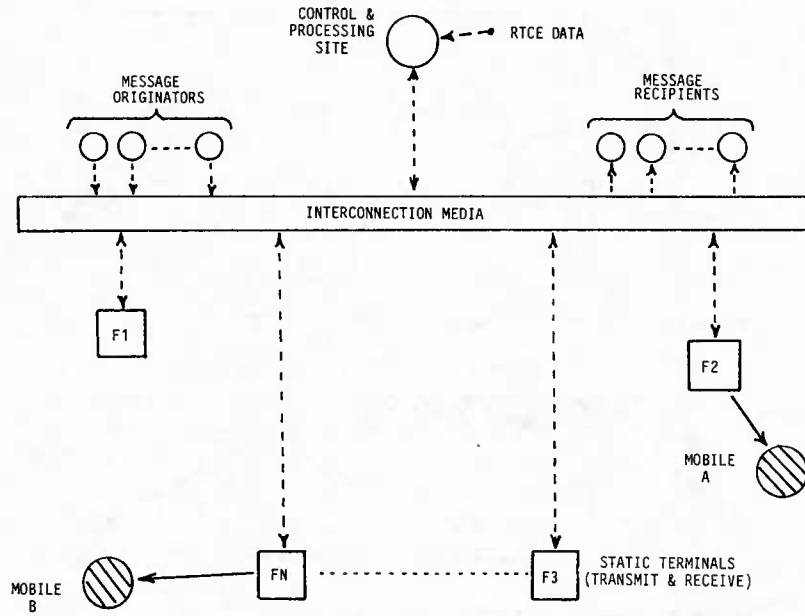 CONTROL &
PROCESSING
SITE
RTCE DATA
MESSAGE
ORIGINATORS
MESSAGE
RECIPIENTS
INTERCONNECTION MEDIA
F1
F2
MOBILE
A
FN
F3
STATIC TERMINALS
(TRANSMIT & RECEIVE)
MOBILE
B